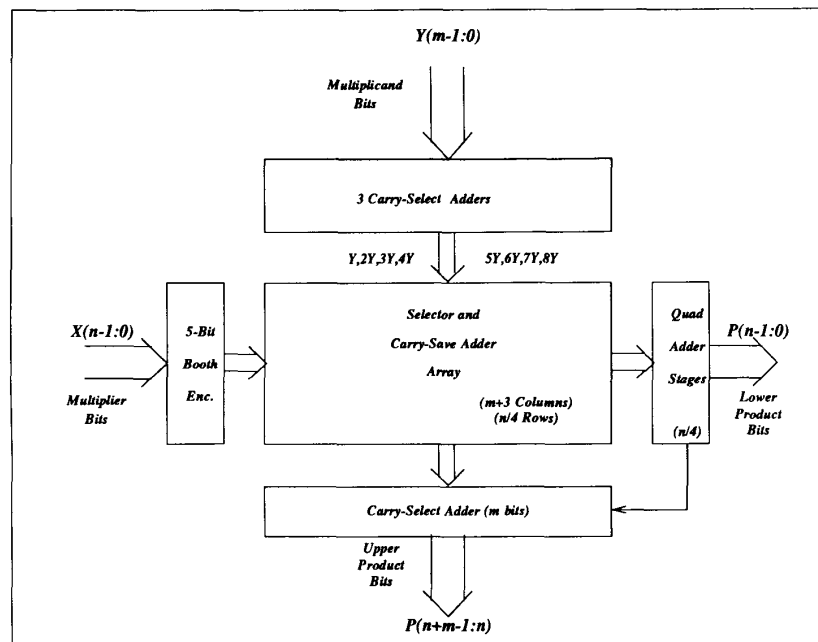 Y(m-1:0)
Multiplicand
Bits
3 Carry-Select Adders
Y,2Y,3Y,4Y
5Y,6Y,7Y,8Y
X(n-1:0)
Multiplier
Bits
5-Bit
Booth
Enc.
Selector and
Carry-Save Adder
Array
(m+3 Columns)
(n/4 Rows)
Quad
Adder
Stages
(n/4)
P(n-1:0)
Lower
Product
Bits
Carry-Select Adder (m bits)
Upper
Product
Bits
P(n+m-1:n)